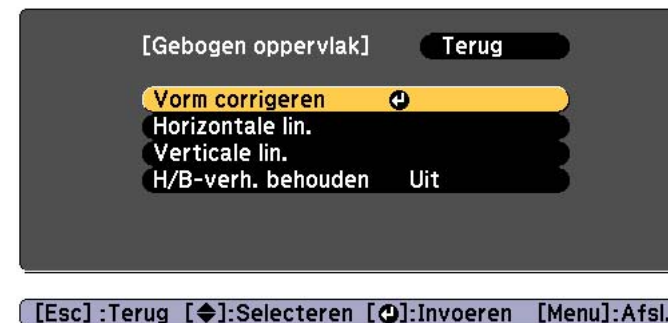 [Gebogen oppervlak] Terug
Vorm corrigeren
Horizontale lin.
Verticale lin.
H/B-verh. behouden Uit
[Esc] :Terug [◆]:Selecteren [↵]:Invoeren [Menu]:Afsl.